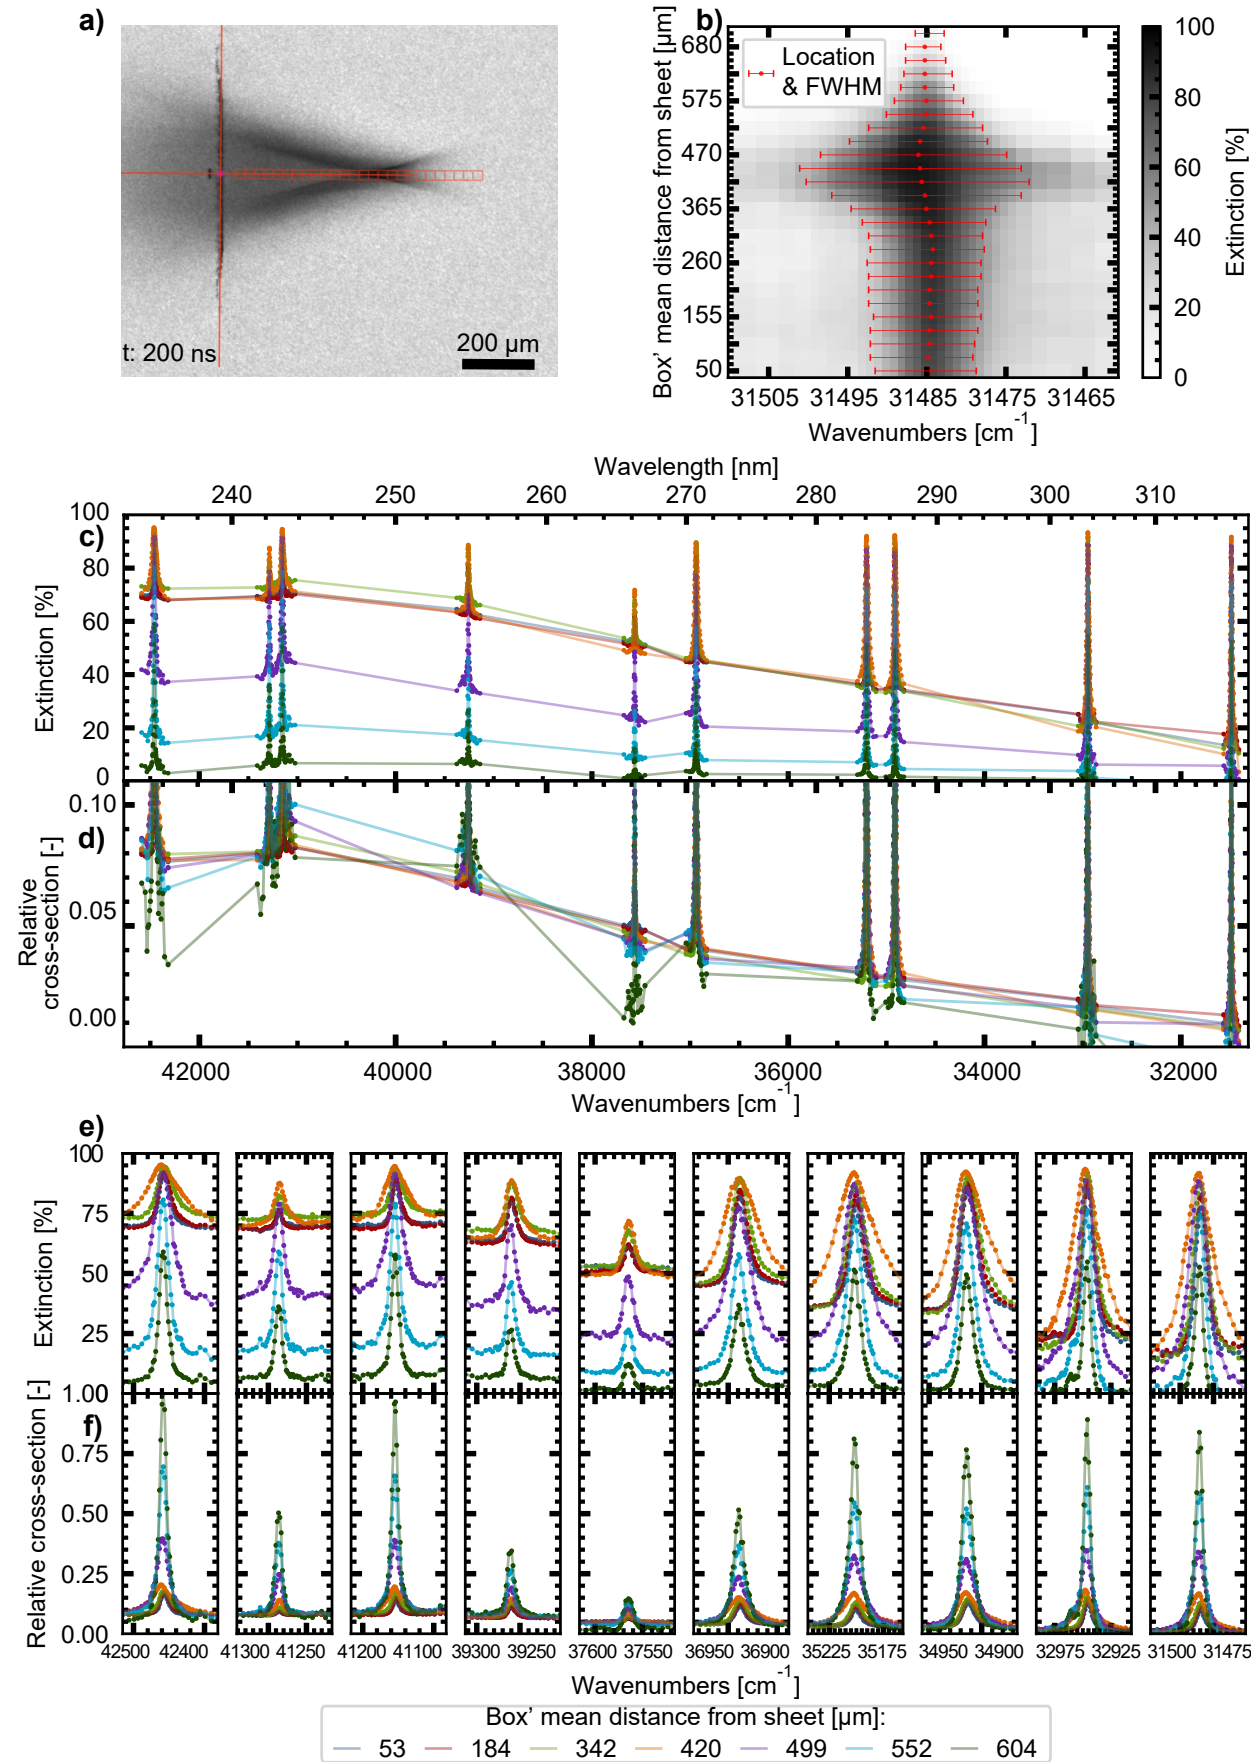 a)
t: 200 ns
200 µm
b)
Box' mean distance from sheet [µm]
680
575
470
365
260
155
50
Location
& FWHM
31505 31495 31485 31475 31465
Wavenumbers [cm-1]
100
80
60
40
20
0
Extinction [%]
Wavelength [nm]
240 250 260 270 280 290 300 310
c)
Extinction [%]
100
80
60
40
20
0
d)
Relative
cross-section [-]
0.10
0.05
0.00
42000 40000 38000 36000 34000 32000
Wavenumbers [cm-1]
e)
Extinction [%]
100
75
50
25
0
f)
Relative cross-section [-]
1.00
0.75
0.50
0.25
0.00
42500 42400 41300 41250 41200 41100 39300 39250 37600 37550 36950 36900 35225 35175 34950 34900 32975 32925 31500 31475
Wavenumbers [cm-1]
Box' mean distance from sheet [µm]:
53 184 342 420 499 552 604